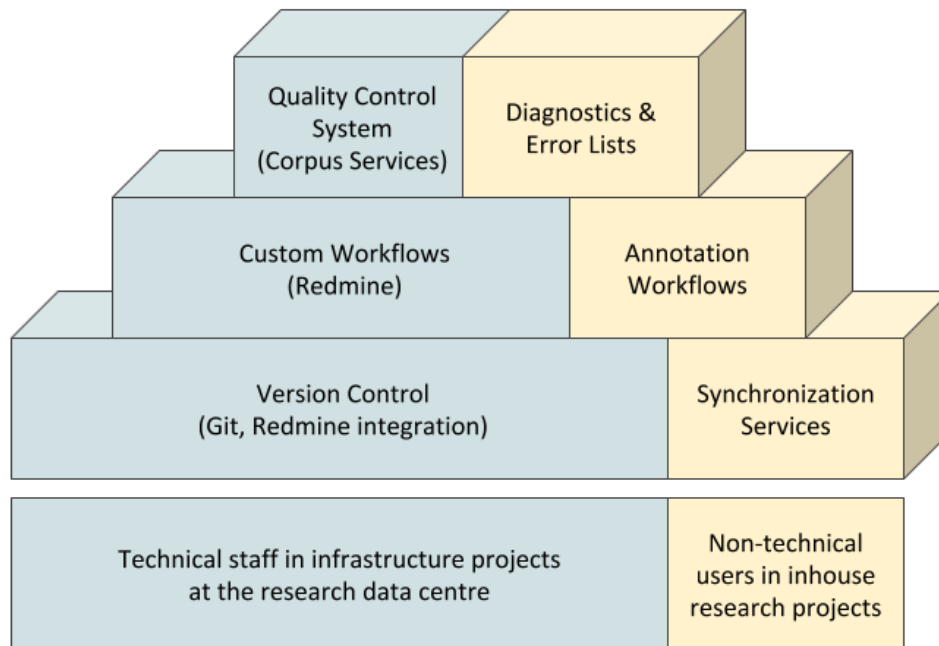 Quality Control
System
(Corpus Services)
Diagnostics &
Error Lists
Custom Workflows
(Redmine)
Annotation
Workflows
Version Control
(Git, Redmine integration)
Synchronization
Services
Technical staff in infrastructure projects
at the research data centre
Non-technical
users in inhouse
research projects